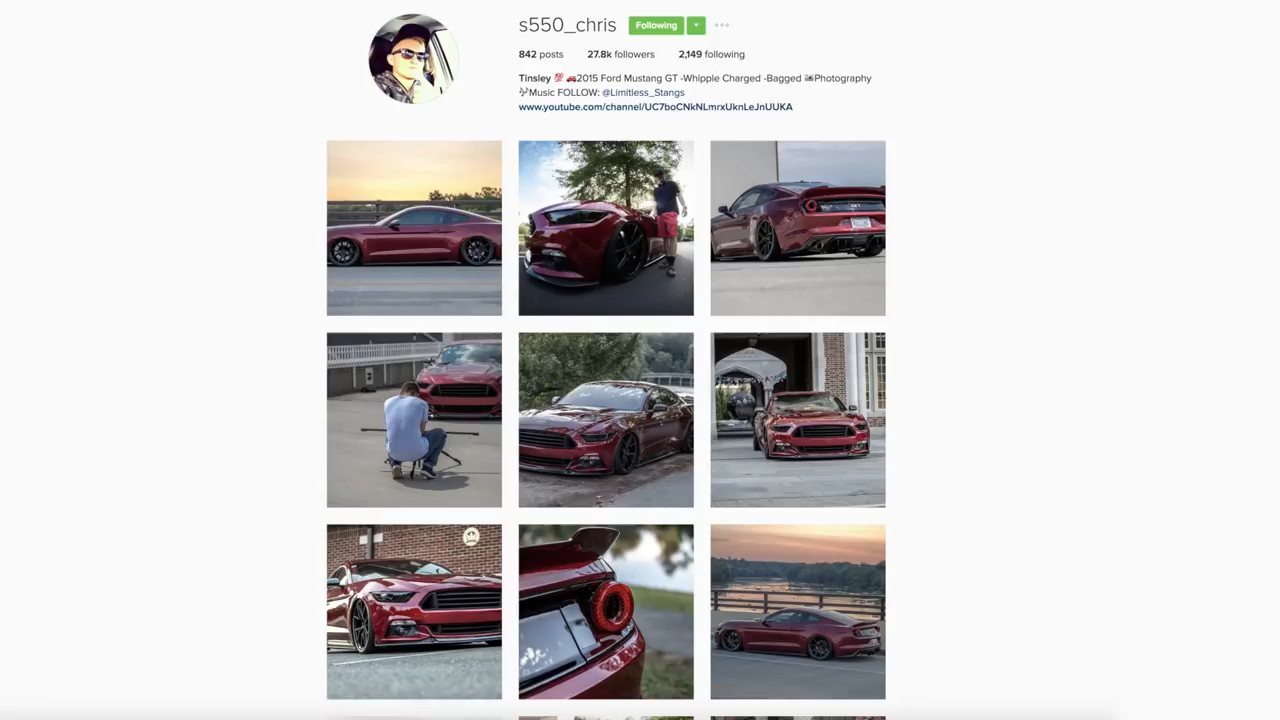 s550_chris Following
842 posts 27.8k followers 2,149 following
Tinsley 💯 🚗2015 Ford Mustang GT -Whipple Charged -Bagged 📷Photography
🎶Music FOLLOW: @Limitless_Stangs
www.youtube.com/channel/UC7boCNkNLmrxUknLeJnUUKA
GT